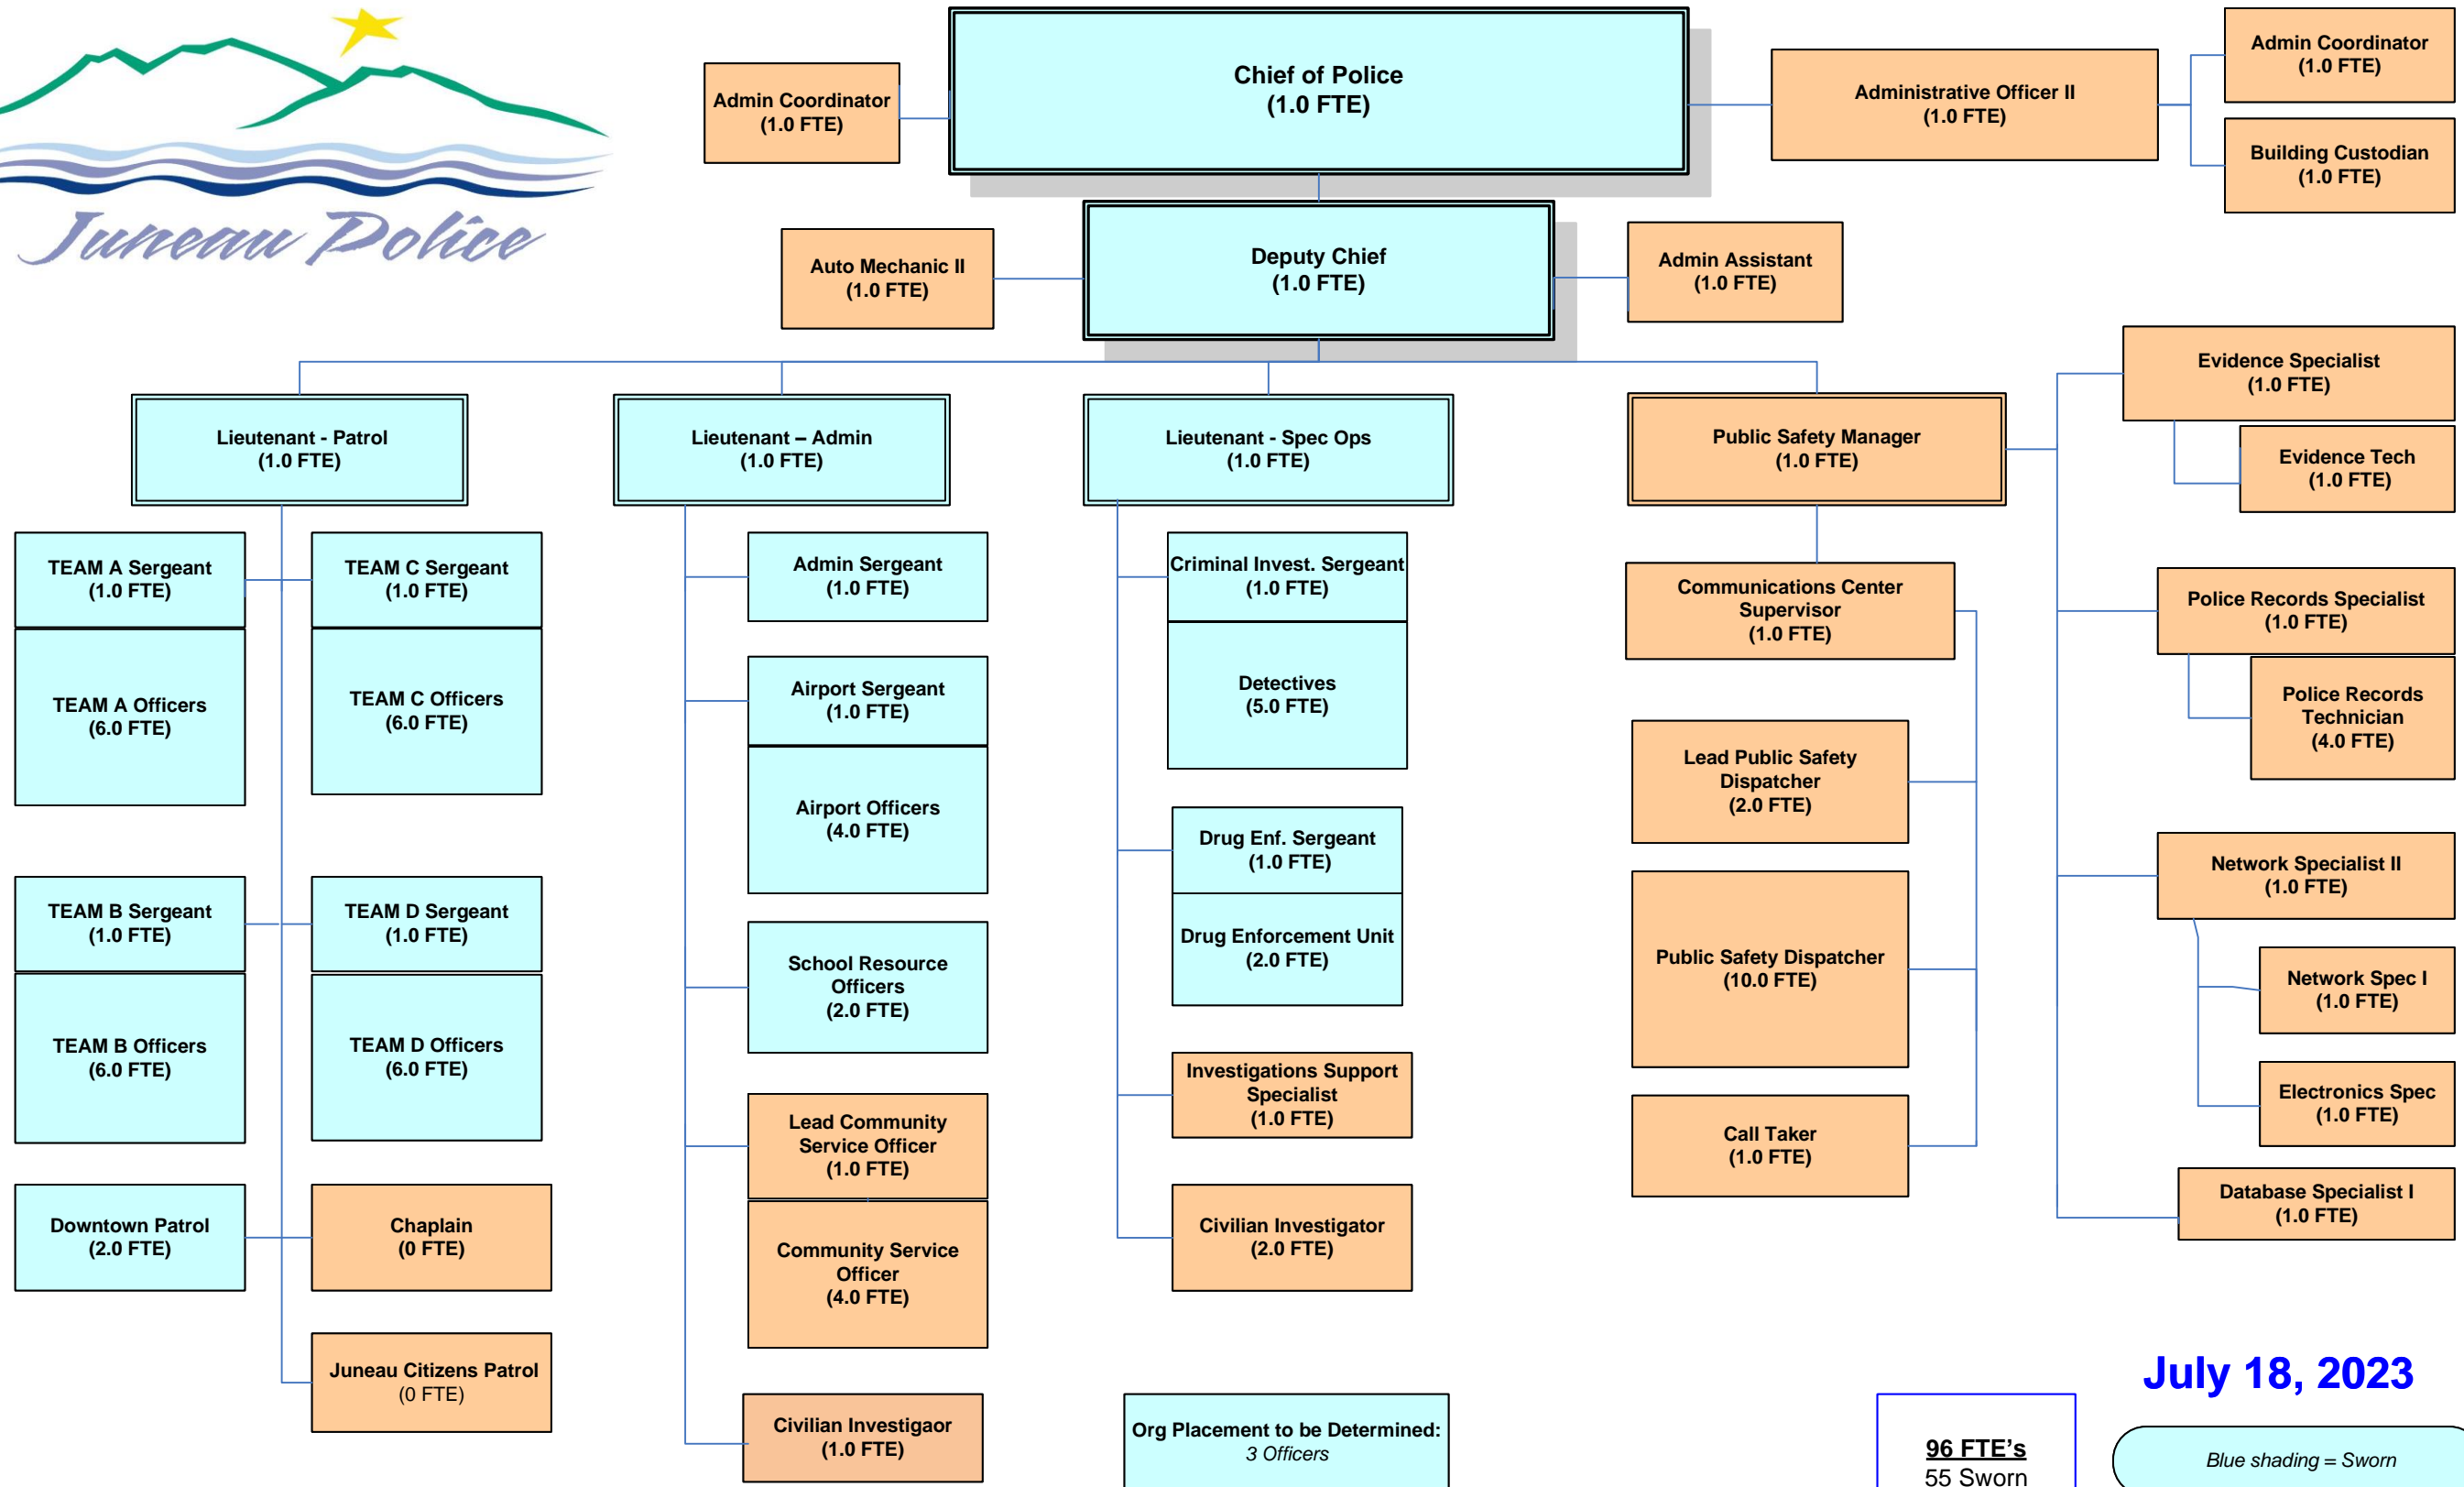 Juneau Police
Chief of Police
(1.0 FTE)
Admin Coordinator
(1.0 FTE)
Administrative Officer II
(1.0 FTE)
Admin Coordinator
(1.0 FTE)
Building Custodian
(1.0 FTE)
Deputy Chief
(1.0 FTE)
Auto Mechanic II
(1.0 FTE)
Admin Assistant
(1.0 FTE)
Lieutenant - Patrol
(1.0 FTE)
Lieutenant – Admin
(1.0 FTE)
Lieutenant - Spec Ops
(1.0 FTE)
Public Safety Manager
(1.0 FTE)
TEAM A Sergeant
(1.0 FTE)
TEAM A Officers
(6.0 FTE)
TEAM C Sergeant
(1.0 FTE)
TEAM C Officers
(6.0 FTE)
TEAM B Sergeant
(1.0 FTE)
TEAM B Officers
(6.0 FTE)
TEAM D Sergeant
(1.0 FTE)
TEAM D Officers
(6.0 FTE)
Downtown Patrol
(2.0 FTE)
Chaplain
(0 FTE)
Juneau Citizens Patrol
(0 FTE)
Admin Sergeant
(1.0 FTE)
Airport Sergeant
(1.0 FTE)
Airport Officers
(4.0 FTE)
School Resource
Officers
(2.0 FTE)
Lead Community
Service Officer
(1.0 FTE)
Community Service
Officer
(4.0 FTE)
Civilian Investigaor
(1.0 FTE)
Criminal Invest. Sergeant
(1.0 FTE)
Detectives
(5.0 FTE)
Drug Enf. Sergeant
(1.0 FTE)
Drug Enforcement Unit
(2.0 FTE)
Investigations Support
Specialist
(1.0 FTE)
Civilian Investigator
(2.0 FTE)
Org Placement to be Determined:
3 Officers
Communications Center
Supervisor
(1.0 FTE)
Lead Public Safety
Dispatcher
(2.0 FTE)
Public Safety Dispatcher
(10.0 FTE)
Call Taker
(1.0 FTE)
Evidence Specialist
(1.0 FTE)
Evidence Tech
(1.0 FTE)
Police Records Specialist
(1.0 FTE)
Police Records
Technician
(4.0 FTE)
Network Specialist II
(1.0 FTE)
Network Spec I
(1.0 FTE)
Electronics Spec
(1.0 FTE)
Database Specialist I
(1.0 FTE)
July 18, 2023
96 FTE's
55 Sworn
Blue shading = Sworn